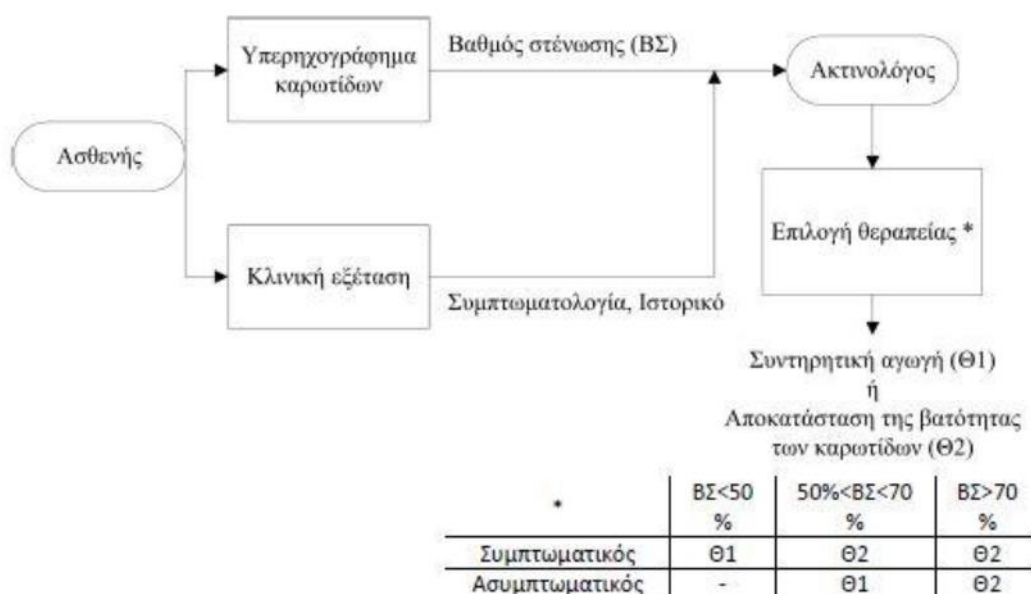 Υπερηχογράφημα
καρωτίδων
Βαθμός στένωσης (ΒΣ)
Ακτινολόγος
Ασθενής
Επιλογή θεραπείας *
Κλινική εξέταση
Συμπτωματολογία, Ιστορικό
Συντηρητική αγωγή (Θ1)
ή
Αποκατάσταση της βατότητας
των καρωτίδων (Θ2)
* ΒΣ<50 50%<ΒΣ<70 ΒΣ>70
% % %
Συμπτωματικός Θ1 Θ2 Θ2
Ασυμπτωματικός - Θ1 Θ2